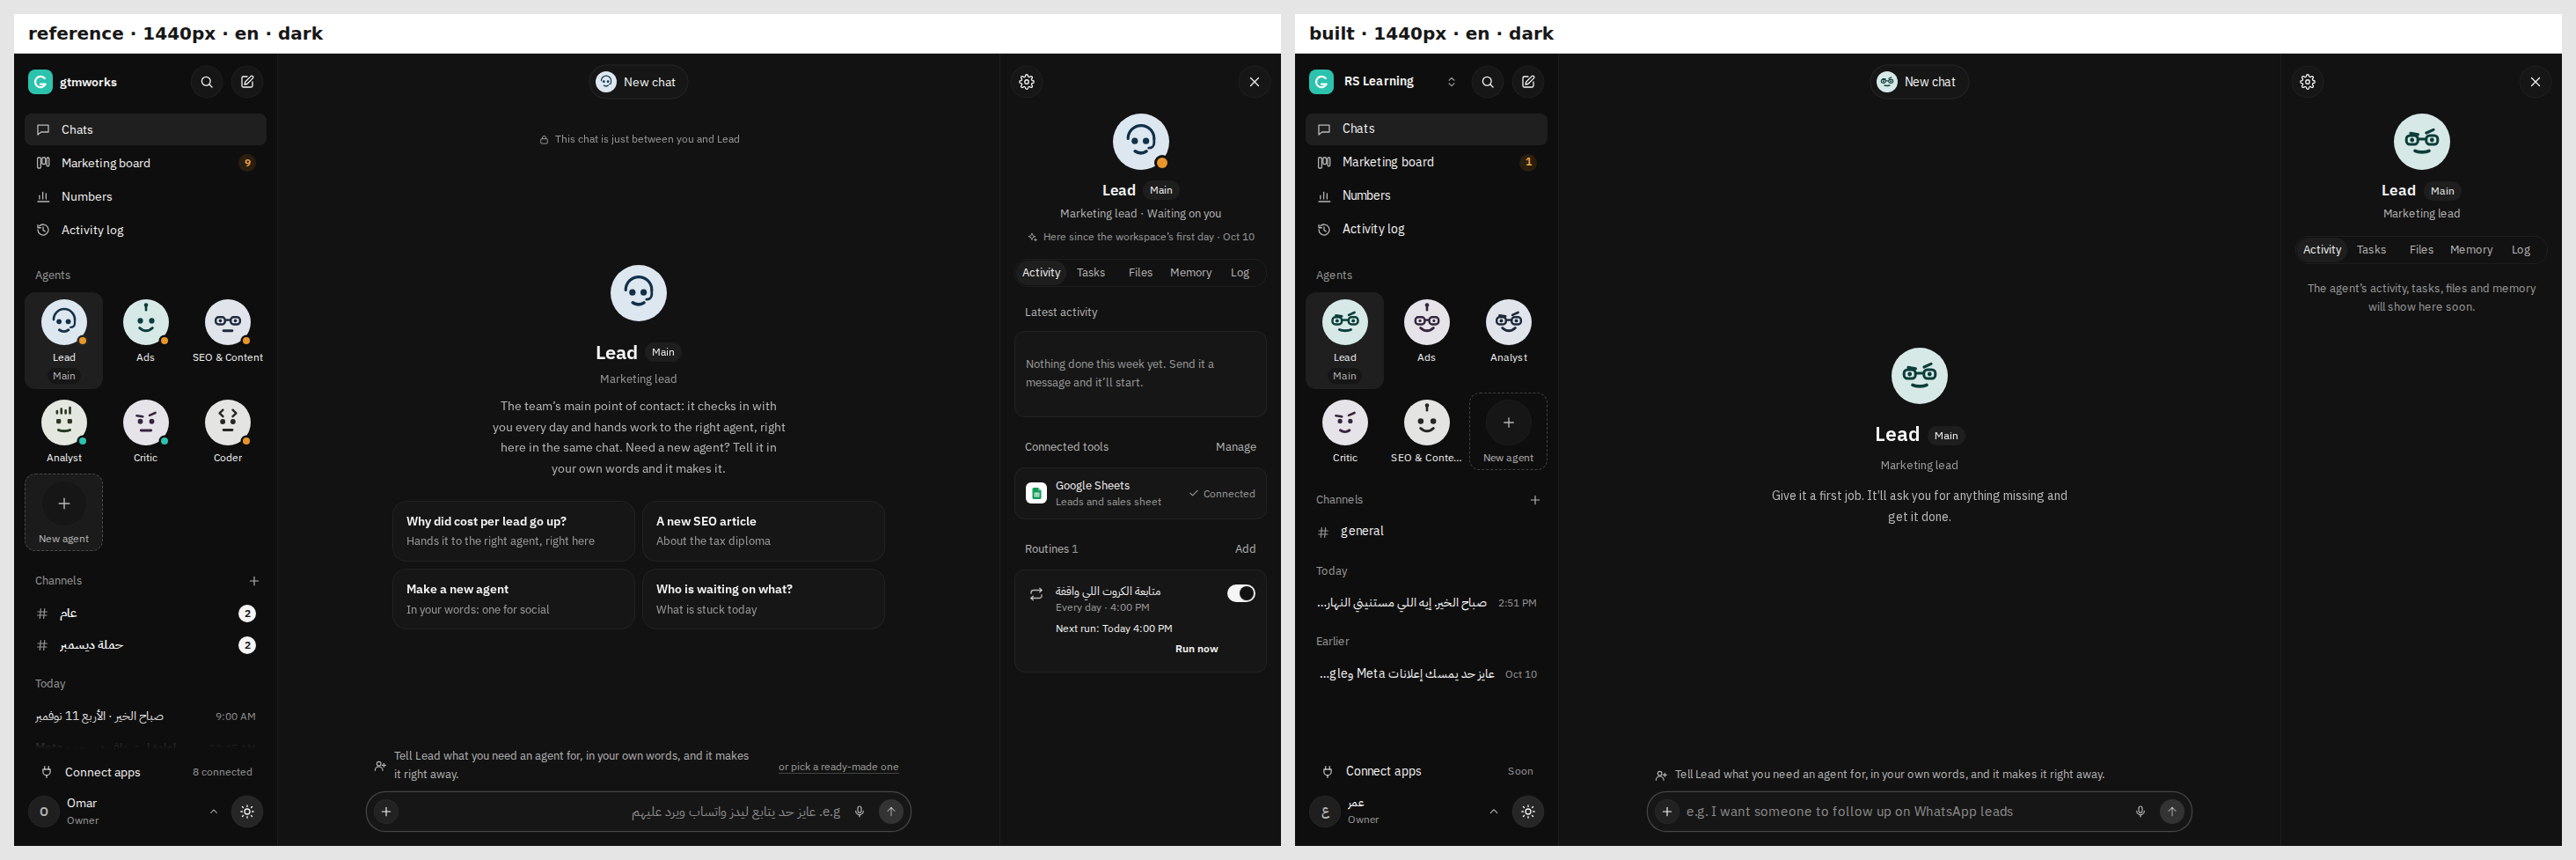 reference · 1440px · en · dark
gtmworks
New chat
Chats
Marketing board
9
Numbers
Activity log
Agents
Lead
Main
Ads
SEO & Content
Analyst
Critic
Coder
New agent
Channels
عام
2
حملة ديسمبر
2
Today
صباح الخير · الأربع 11 نوفمبر
9:00 AM
Connect apps
8 connected
O
Omar
Owner
This chat is just between you and Lead
Lead
Main
Marketing lead
The team’s main point of contact: it checks in with
you every day and hands work to the right agent, right
here in the same chat. Need a new agent? Tell it in
your own words and it makes it.
Why did cost per lead go up?
Hands it to the right agent, right here
A new SEO article
About the tax diploma
Make a new agent
In your words: one for social
Who is waiting on what?
What is stuck today
Tell Lead what you need an agent for, in your own words, and it makes
it right away.
or pick a ready-made one
e.g. عايز حد يتابع ليدز واتساب ويرد عليهم
Lead
Main
Marketing lead · Waiting on you
Here since the workspace’s first day · Oct 10
Activity
Tasks
Files
Memory
Log
Latest activity
Nothing done this week yet. Send it a
message and it’ll start.
Connected tools
Manage
Google Sheets
Leads and sales sheet
Connected
Routines 1
Add
متابعة الكروت اللي واقفة
Every day · 4:00 PM
Next run: Today 4:00 PM
Run now
built · 1440px · en · dark
RS Learning
New chat
Chats
Marketing board
1
Numbers
Activity log
Agents
Lead
Main
Ads
Analyst
Critic
SEO & Conte...
New agent
Channels
general
Today
صباح الخير. إيه اللي مستنيني النهار...
2:51 PM
Earlier
عايز حد يمسك إعلانات Meta وgle...
Oct 10
Connect apps
Soon
ع
عمر
Owner
Lead
Main
Marketing lead
Give it a first job. It’ll ask you for anything missing and
get it done.
Tell Lead what you need an agent for, in your own words, and it makes it right away.
e.g. I want someone to follow up on WhatsApp leads
Lead
Main
Marketing lead
Activity
Tasks
Files
Memory
Log
The agent’s activity, tasks, files and memory
will show here soon.